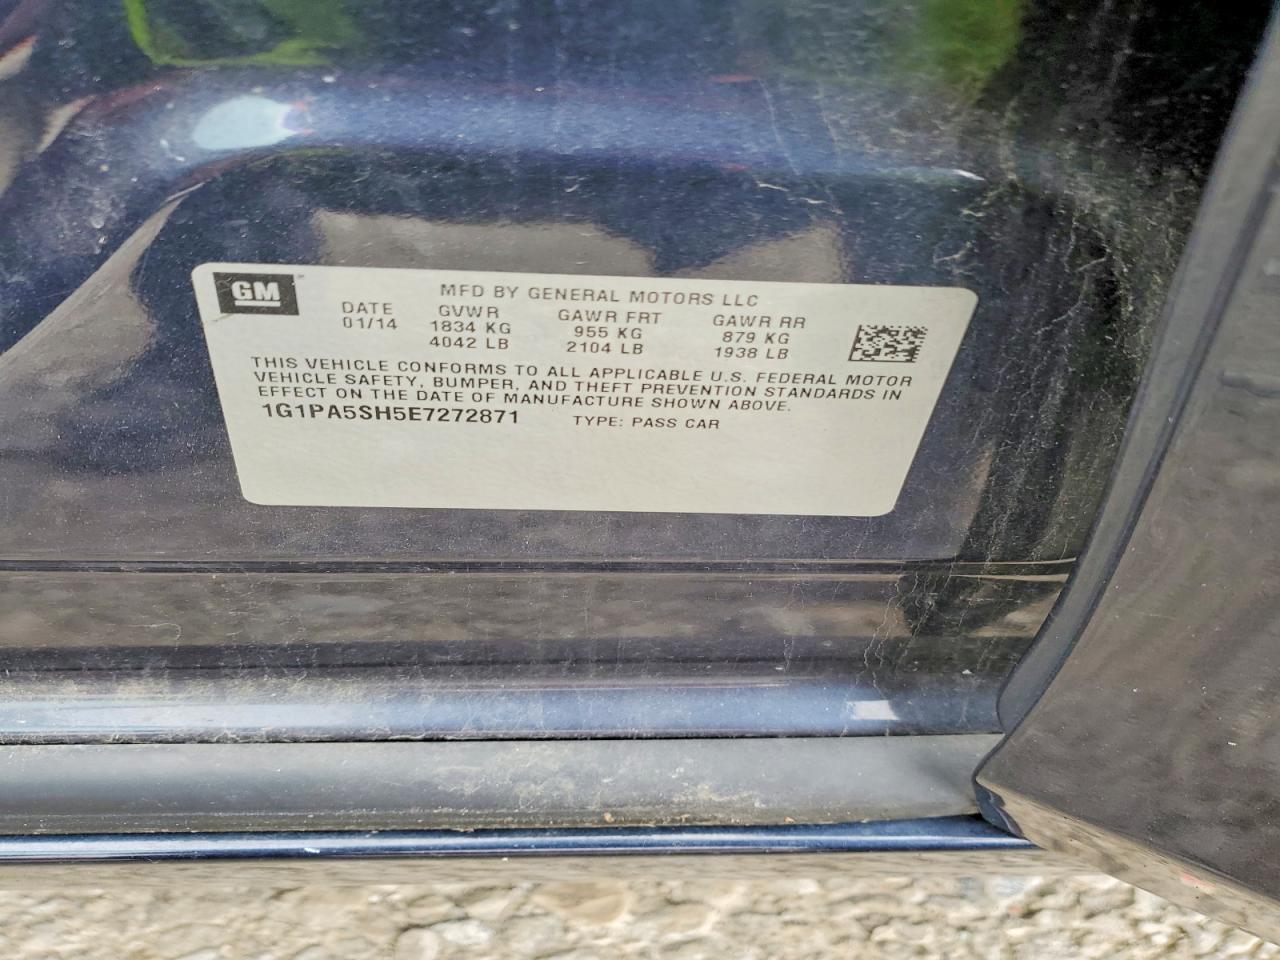 GM
MFD BY GENERAL MOTORS LLC
DATE GVWR GAWR FRT GAWR RR
01/14 1834 KG 955 KG 879 KG
4042 LB 2104 LB 1938 LB
THIS VEHICLE CONFORMS TO ALL APPLICABLE U.S. FEDERAL MOTOR
VEHICLE SAFETY, BUMPER, AND THEFT PREVENTION STANDARDS IN
EFFECT ON THE DATE OF MANUFACTURE SHOWN ABOVE.
1G1PA5SH5E7272871 TYPE: PASS CAR